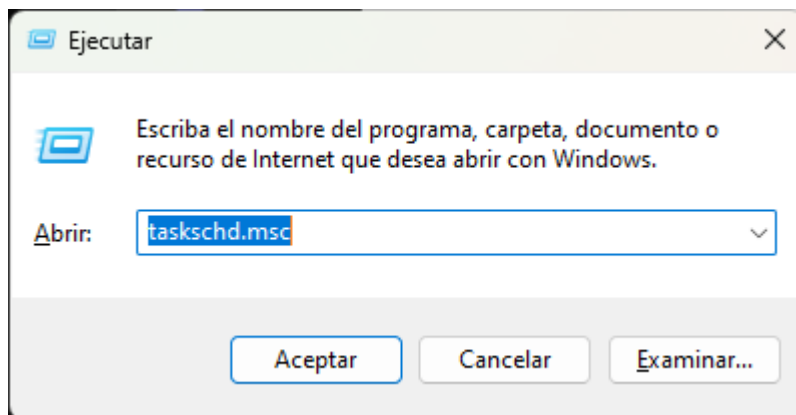 Ejecutar
Escriba el nombre del programa, carpeta, documento o
recurso de Internet que desea abrir con Windows.
Abrir: taskschd.msc
Aceptar Cancelar Examinar...